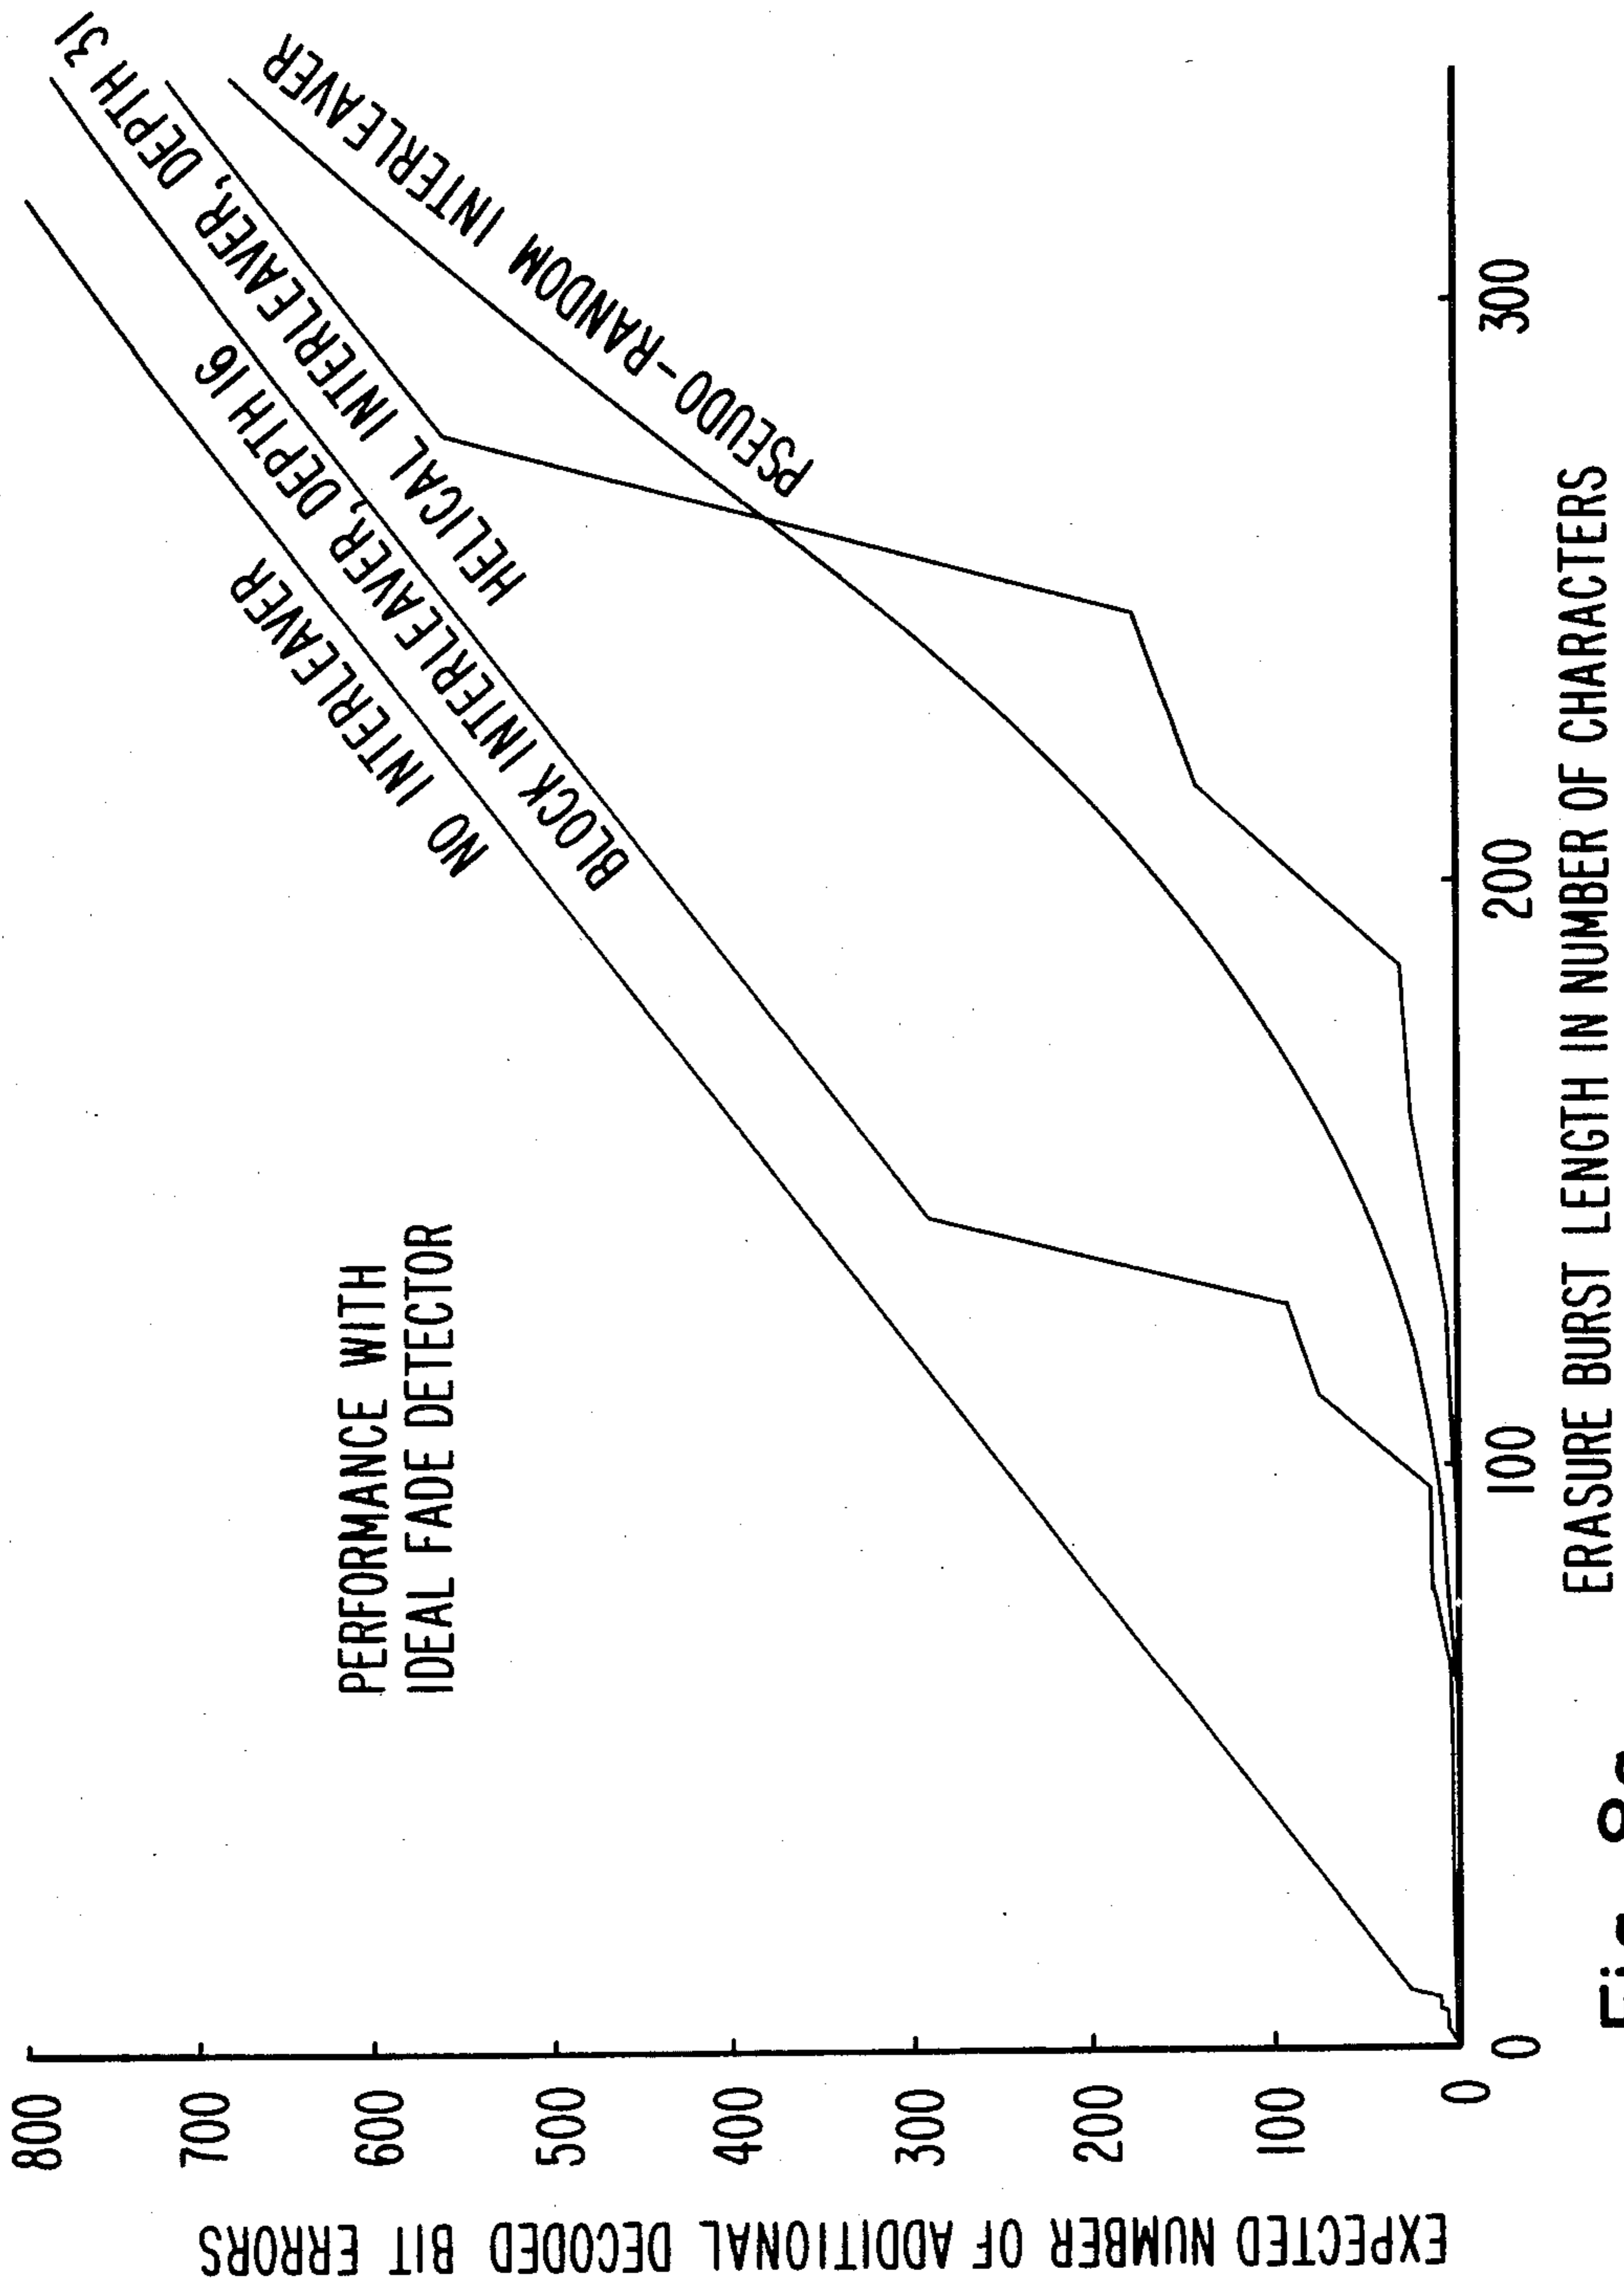 EXPECTED NUMBER OF ADDITIONAL DECODED BIT ERRORS
800
700
600
500
400
300
200
100
0
PERFORMANCE WITH
IDEAL FADE DETECTOR
NO INTERLEAVER
BLOCK INTERLEAVER, DEPTH 16
HELICAL INTERLEAVER, DEPTH 31
PSEUDO-RANDOM INTERLEAVER
0
100
200
300
ERASURE BURST LENGTH IN NUMBER OF CHARACTERS